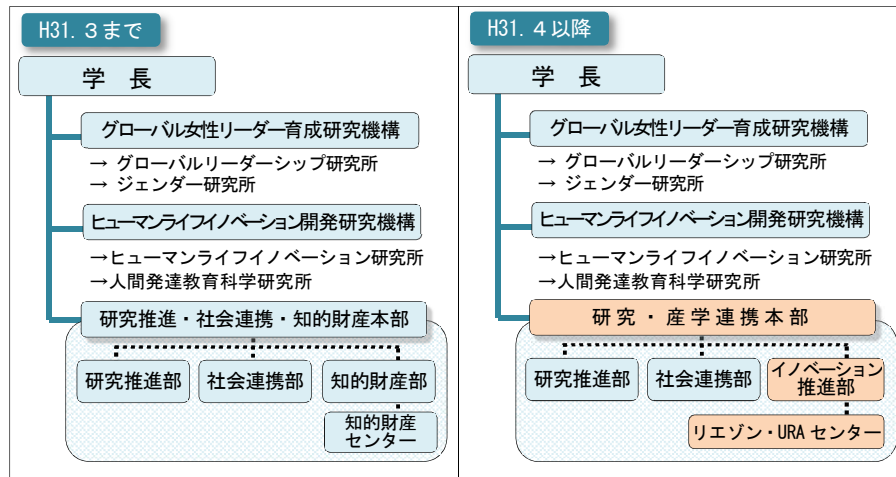 H31.３まで
学 長
グローバル女性リーダー育成研究機構
→ グローバルリーダーシップ研究所
→ ジェンダー研究所
ヒューマンライフイノベーション開発研究機構
→ヒューマンライフイノベーション研究所
→人間発達教育科学研究所
研究推進・社会連携・知的財産本部
研究推進部
社会連携部
知的財産部
知的財産
センター
H31.４以降
学 長
グローバル女性リーダー育成研究機構
→ グローバルリーダーシップ研究所
→ ジェンダー研究所
ヒューマンライフイノベーション開発研究機構
→ヒューマンライフイノベーション研究所
→人間発達教育科学研究所
研究・産学連携本部
研究推進部
社会連携部
イノベーション
推進部
リエゾン・URA センター